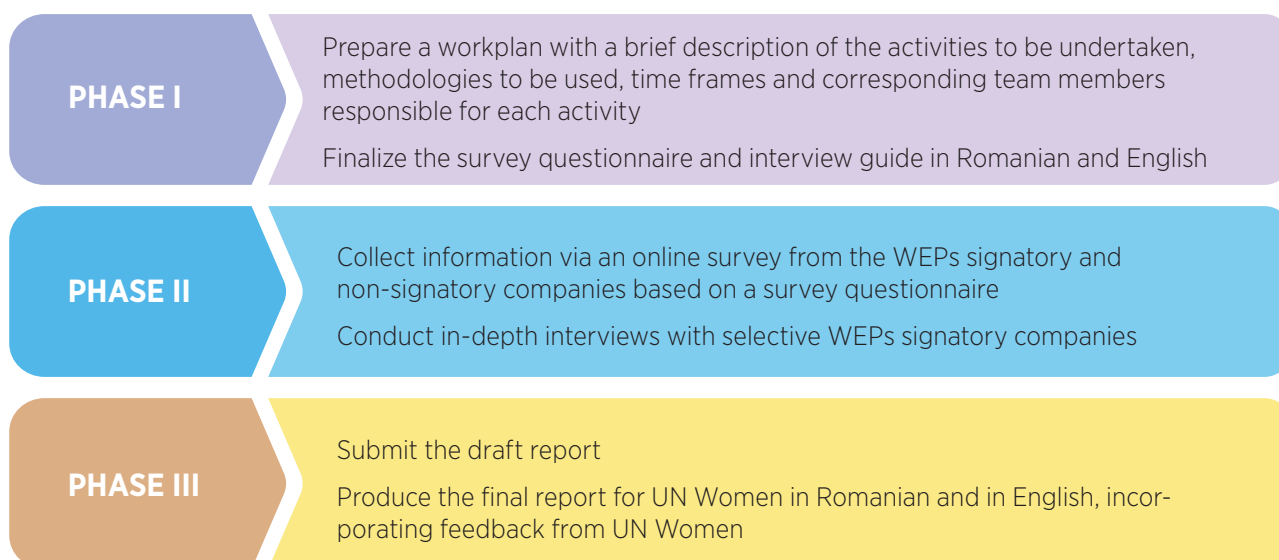 PHASE I
Prepare a workplan with a brief description of the activities to be undertaken,
methodologies to be used, time frames and corresponding team members
responsible for each activity
Finalize the survey questionnaire and interview guide in Romanian and English
PHASE II
Collect information via an online survey from the WEPs signatory and
non-signatory companies based on a survey questionnaire
Conduct in-depth interviews with selective WEPs signatory companies
PHASE III
Submit the draft report
Produce the final report for UN Women in Romanian and in English, incor-
porating feedback from UN Women